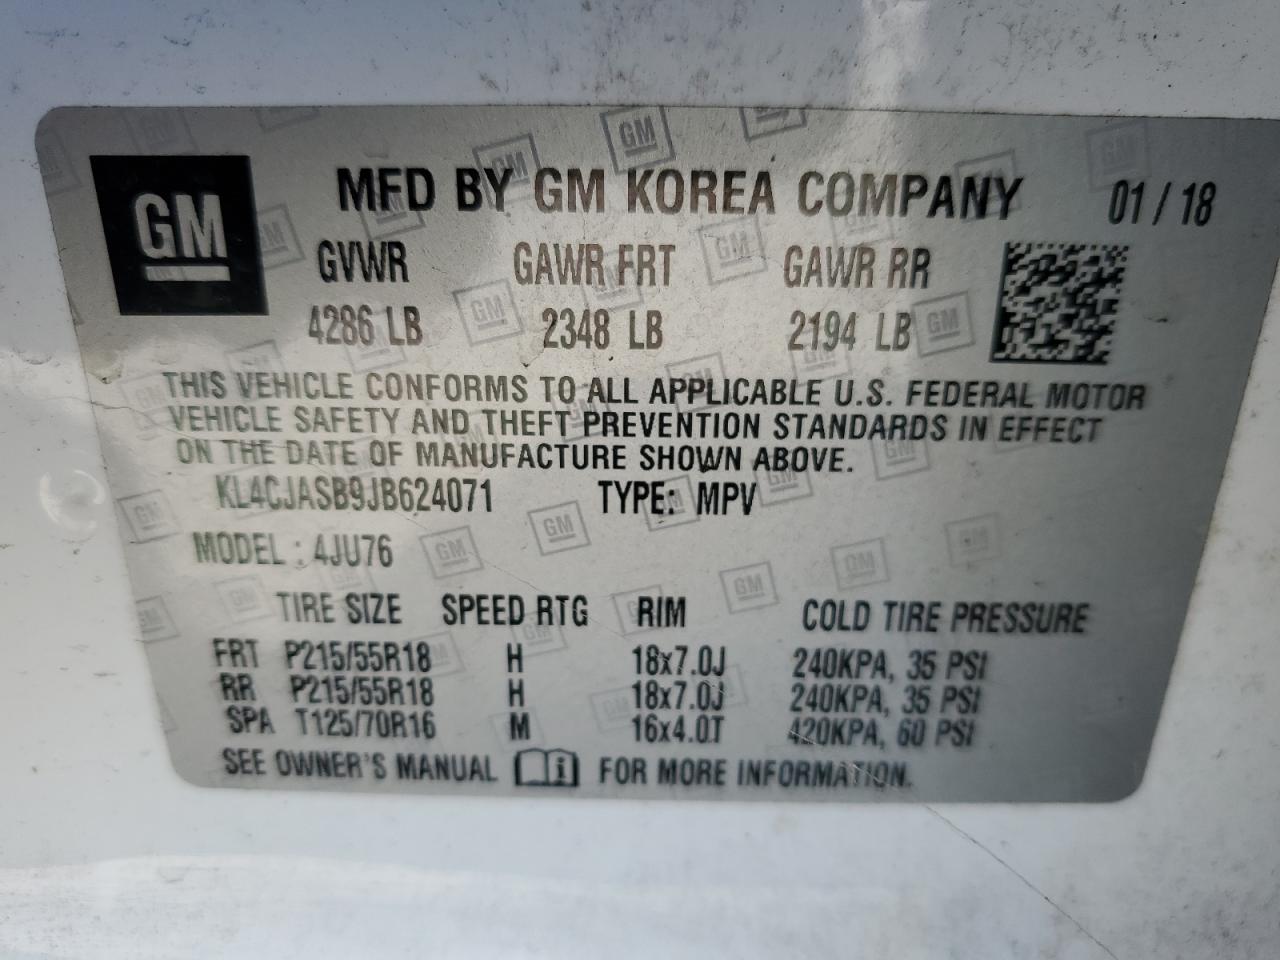 GM
MFD BY GM KOREA COMPANY 01/18
GVWR GAWR FRT GAWR RR
4286 LB 2348 LB 2194 LB
THIS VEHICLE CONFORMS TO ALL APPLICABLE U.S. FEDERAL MOTOR
VEHICLE SAFETY AND THEFT PREVENTION STANDARDS IN EFFECT
ON THE DATE OF MANUFACTURE SHOWN ABOVE.
KL4CJASB9JB624071 TYPE: MPV
MODEL : 4JU76
TIRE SIZE SPEED RTG RIM COLD TIRE PRESSURE
FRT P215/55R18 H 18x7.0J 240KPA, 35 PSI
RR P215/55R18 H 18x7.0J 240KPA, 35 PSI
SPA T125/70R16 M 16x4.0T 420KPA, 60 PSI
SEE OWNER'S MANUAL i FOR MORE INFORMATION.